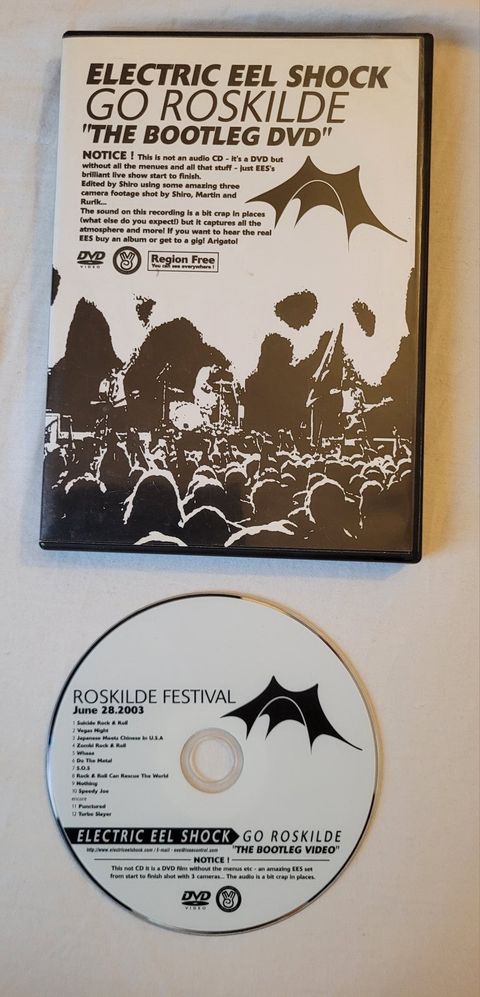 ELECTRIC EEL SHOCK
GO ROSKILDE
"THE BOOTLEG DVD"
NOTICE ! This is not an audio CD - it's a DVD but
without all the menues and all that stuff - just EES's
brilliant live show start to finish.
Edited by Shiro using some amazing three
camera footage shot by Shiro, Martin and
Rurik...
The sound on this recording is a bit crap in places
(what else do you expect!) but it captures all the
atmosphere and more! If you want to hear the real
EES buy an album or get to a gig! Arigato!
DVD
VIDEO
Region Free
You can see everywhere !
ROSKILDE FESTIVAL
June 28.2003
1 Suicide Rock & Roll
2 Vegas Night
3 Japanese Meets Chinese In U.S.A
4 Zombi Rock & Roll
5 Whooa
6 Do The Metal
7 S.O.S
8 Rock & Roll Can Rescue The World
9 Nothing
10 Speedy Joe
encore
11 Punctured
12 Turbo Slayer
ELECTRIC EEL SHOCK GO ROSKILDE
http://www.electriceelshock.com / E-mail - "THE BOOTLEG VIDEO"
NOTICE !
This not CD it is a DVD film without the menus etc - an amazing EES set
from start to finish shot with 3 cameras... The audio is a bit crap in places.
DVD
VIDEO